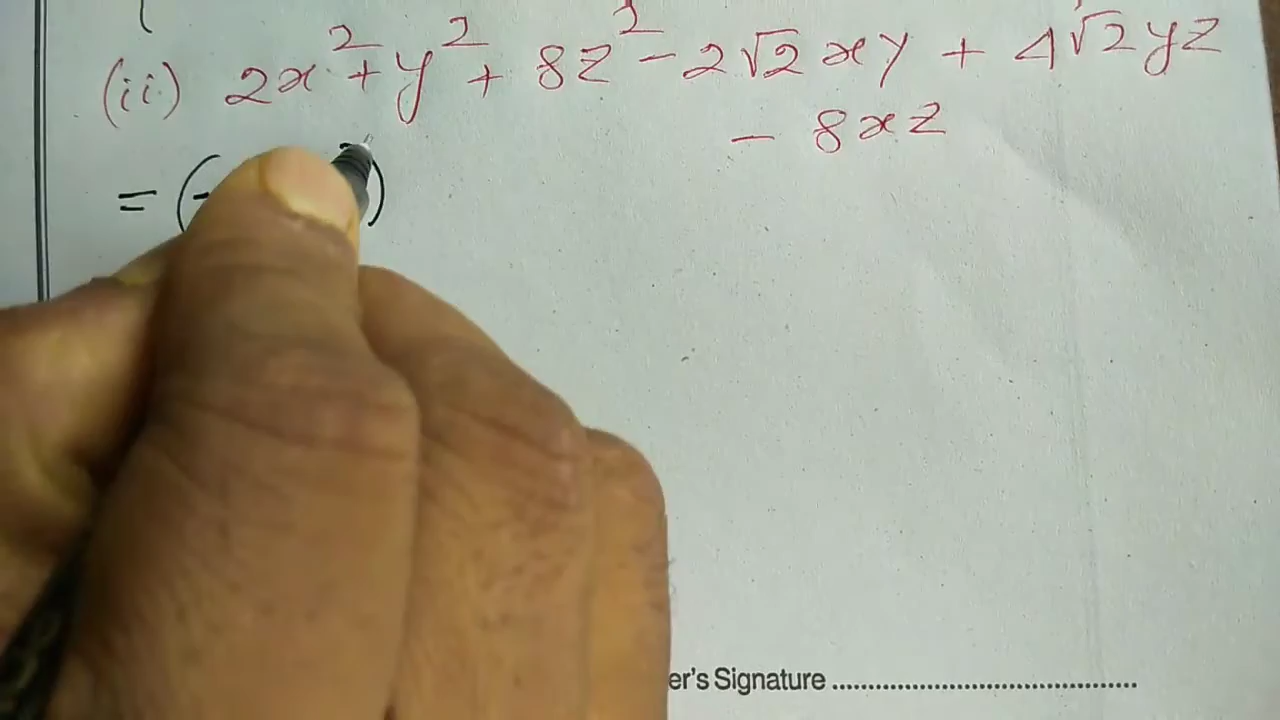 (ii) 2x² + y² + 8z² - 2√2 xy + 4√2 yz
- 8xz
= (- )
er's Signature ................................................